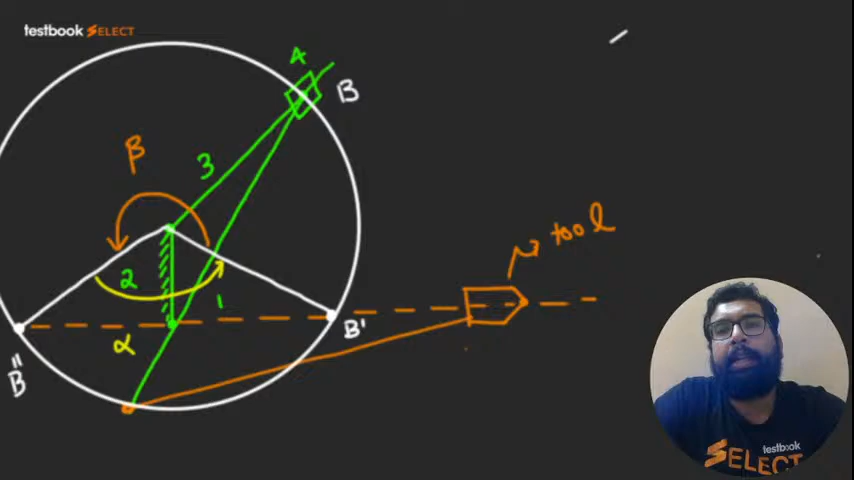 testbook SELECT
A
B
β
3
2
1
α
B'
B''
tool
testbook
SELECT